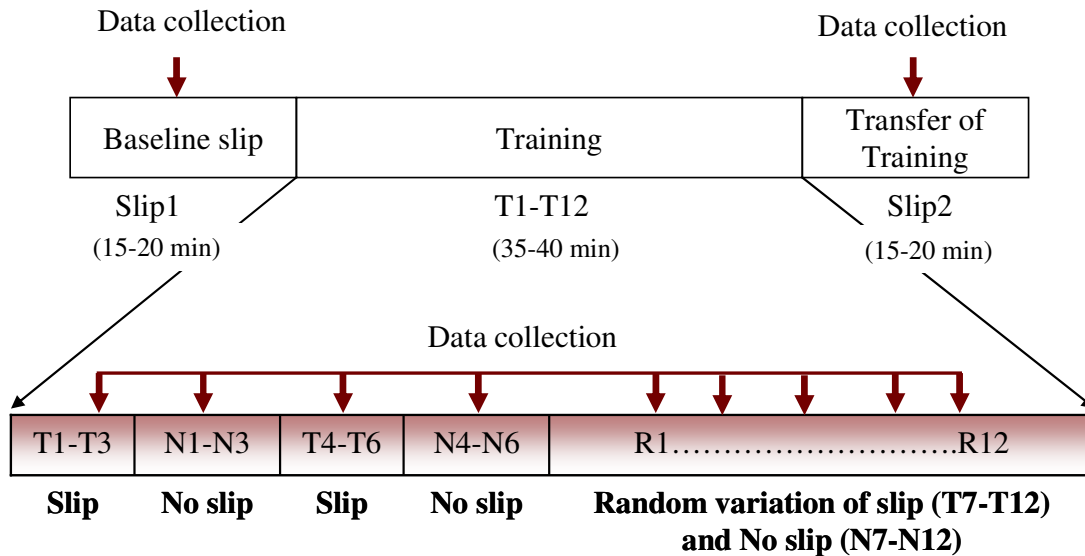 Data collection
Data collection
Baseline slip
Training
Transfer of
Training
Slip1
T1-T12
Slip2
(15-20 min)
(35-40 min)
(15-20 min)
Data collection
T1-T3
N1-N3
T4-T6
N4-N6
R1……………………….R12
Slip
No slip
Slip
No slip
Random variation of slip (T7-T12)
and No slip (N7-N12)